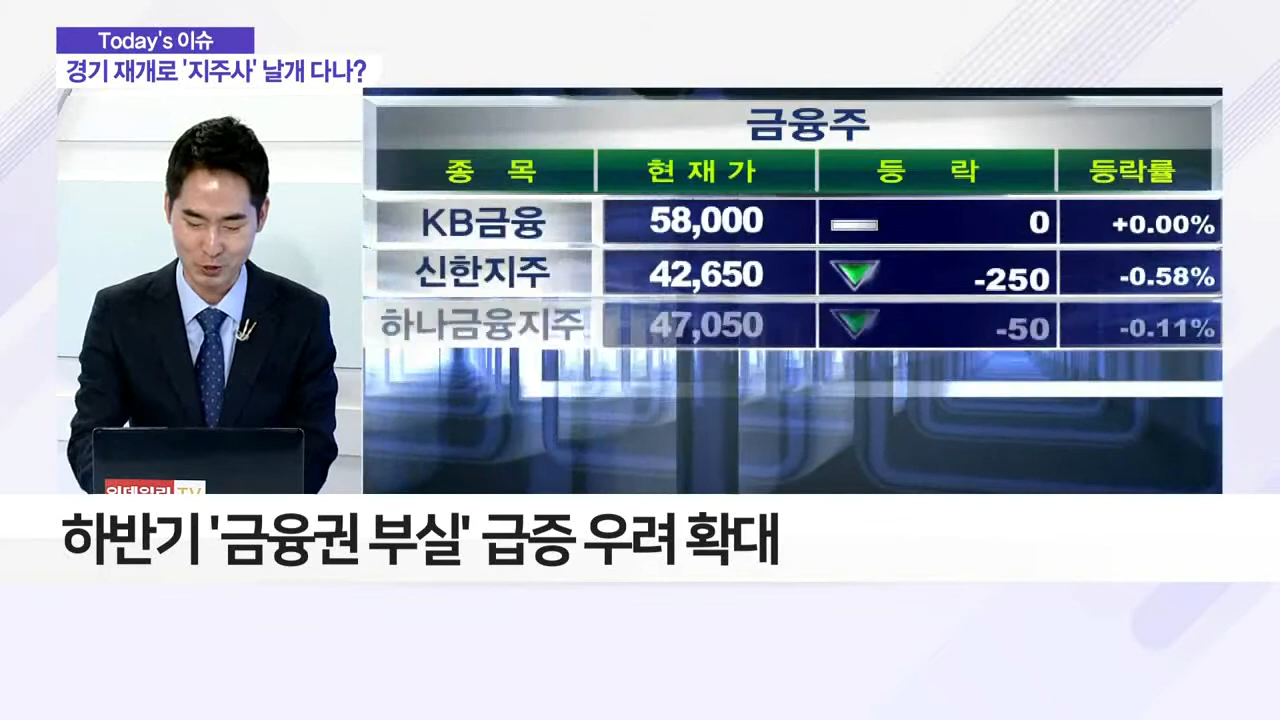 Today's 이슈
경기 재개로 '지주사' 날개 다나?
금융주
종 목 현 재 가 등 락 등락률
KB금융 58,000 0 +0.00%
신한지주 42,650 -250 -0.58%
하나금융지주 47,050 -50 -0.11%
하반기 '금융권 부실' 급증 우려 확대